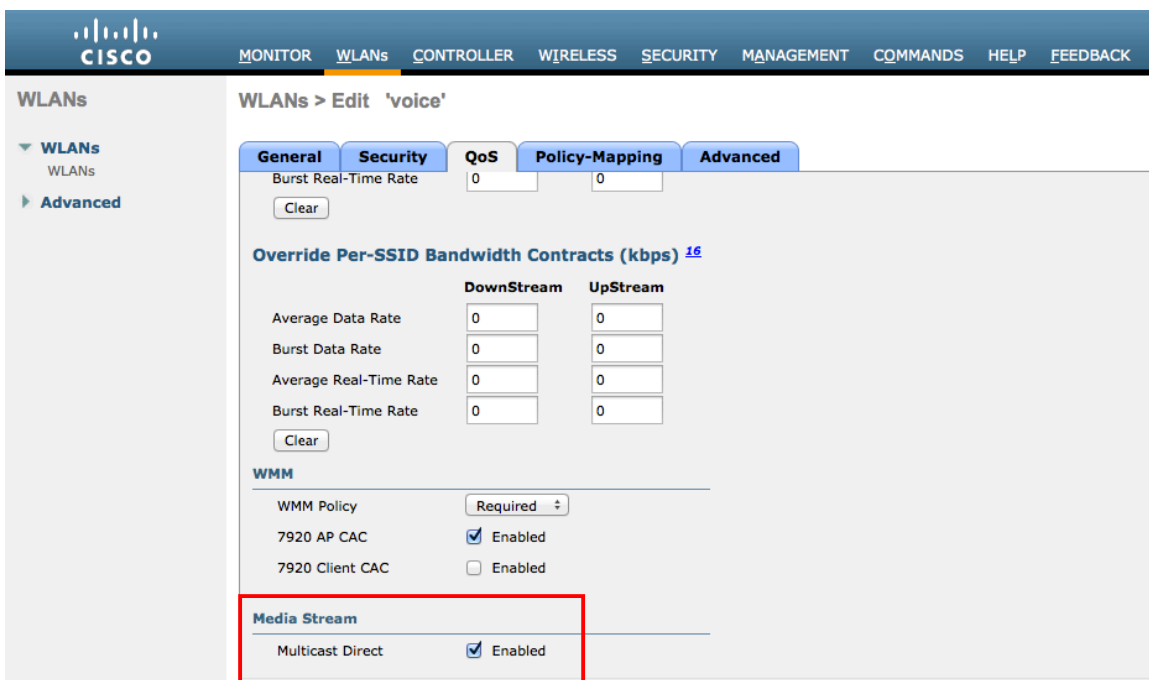 CISCO
MONITOR WLANs CONTROLLER WIRELESS SECURITY MANAGEMENT COMMANDS HELP FEEDBACK
WLANs
WLANs
WLANs
Advanced
WLANs > Edit 'voice'
General Security QoS Policy-Mapping Advanced
Burst Real-Time Rate 0 0
Clear
Override Per-SSID Bandwidth Contracts (kbps) 16
DownStream UpStream
Average Data Rate 0 0
Burst Data Rate 0 0
Average Real-Time Rate 0 0
Burst Real-Time Rate 0 0
Clear
WMM
WMM Policy Required
7920 AP CAC Enabled
7920 Client CAC Enabled
Media Stream
Multicast Direct Enabled